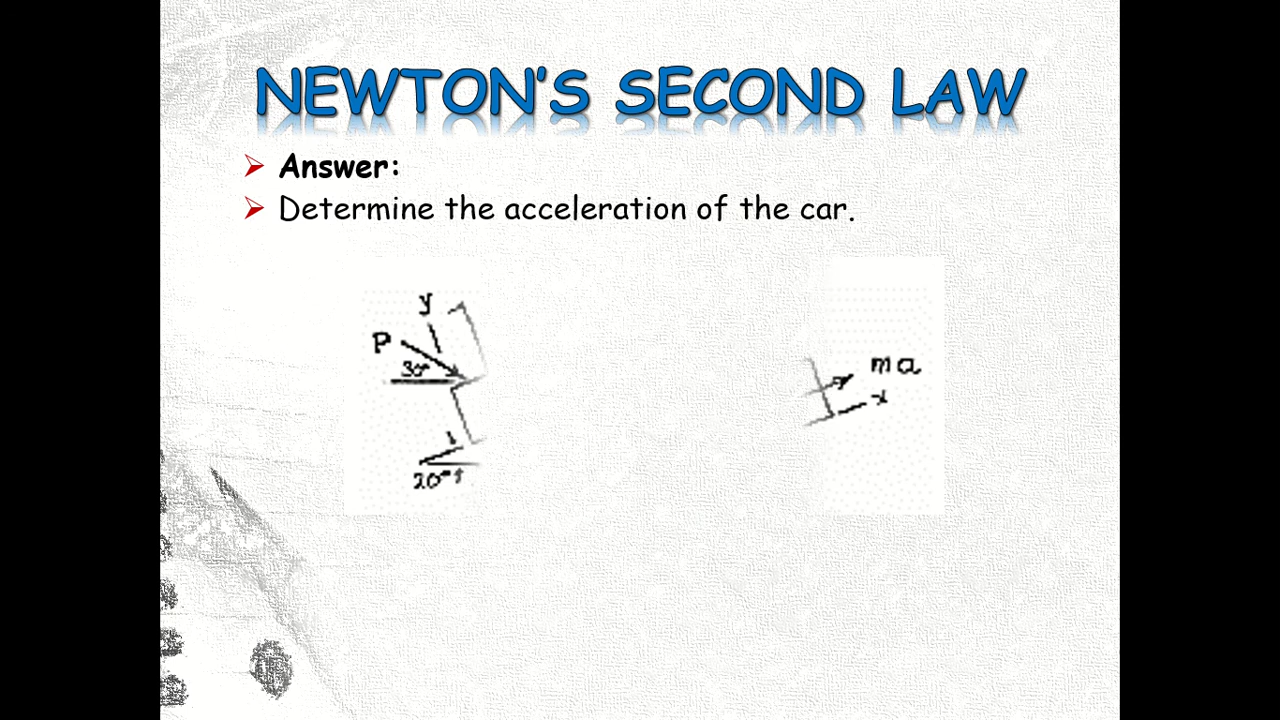 NEWTON'S SECOND LAW
Answer:
Determine the acceleration of the car.
y
P
30°
ma
x
20°